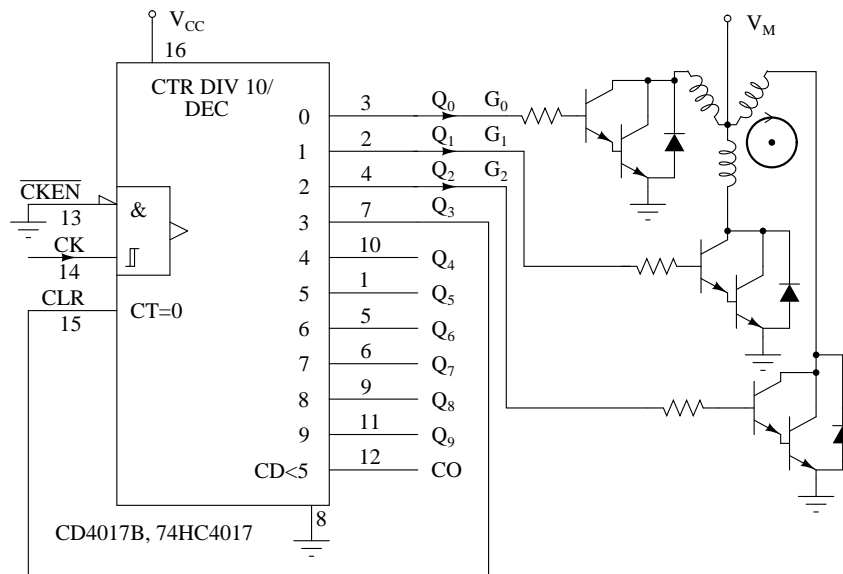 V_CC
V_M
16
CTR DIV 10/
DEC
0 3 Q_0 G_0
1 2 Q_1 G_1
2 4 Q_2 G_2
3 7 Q_3
4 10 Q_4
5 1 Q_5
6 5 Q_6
7 6 Q_7
8 9 Q_8
9 11 Q_9
CD<5 12 CO
CKEN
13
&
CK
14
CLR
15
CT=0
8
CD4017B, 74HC4017